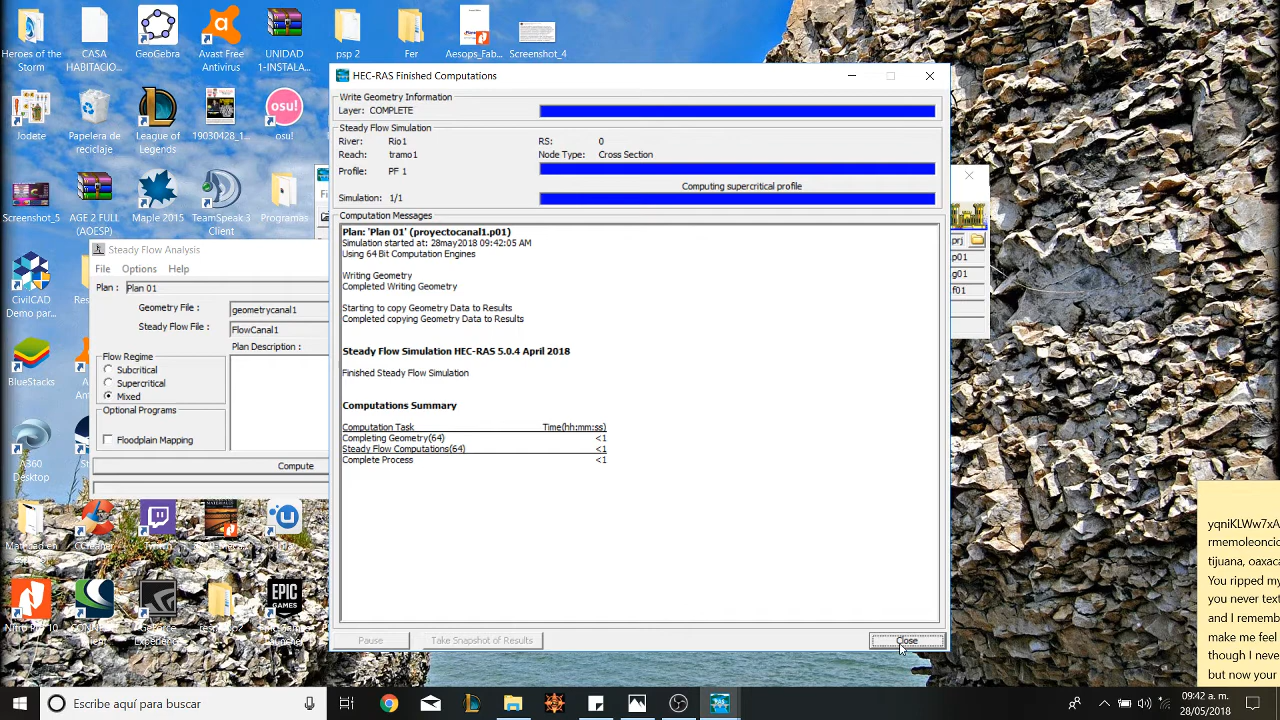 Heroes of the
Storm
CASA
HABITACIO...
GeoGebra
Avast Free
Antivirus
UNIDAD
1-INSTALA...
psp 2
Fer
Aesops_Fab...
Screenshot_4
Jodete
Papelera de
reciclaje
League of
Legends
19030428_1...
osu!
osu!
Screenshot_5
AGE 2 FULL
(AOESP)
Maple 2015
TeamSpeak 3
Client
Programas
CivilCAD
Demo par...
BlueStacks
A360
Desktop
CCleaner
EPIC
GAMES
Steady Flow Analysis
File Options Help
Plan : Plan 01
Geometry File : geometrycanal1
Steady Flow File : FlowCanal1
Plan Description :
Flow Regime
Subcritical
Supercritical
Mixed
Optional Programs
Floodplain Mapping
Compute
HEC-RAS Finished Computations
Write Geometry Information
Layer: COMPLETE
Steady Flow Simulation
River: Rio1 RS: 0
Reach: tramo1 Node Type: Cross Section
Profile: PF 1
Computing supercritical profile
Simulation: 1/1
Computation Messages
Plan: 'Plan 01' (proyectocanal1.p01)
Simulation started at: 28may2018 09:42:05 AM
Using 64 Bit Computation Engines
Writing Geometry
Completed Writing Geometry
Starting to copy Geometry Data to Results
Completed copying Geometry Data to Results
Steady Flow Simulation HEC-RAS 5.0.4 April 2018
Finished Steady Flow Simulation
Computations Summary
Computation Task Time(hh:mm:ss)
Completing Geometry(64) <1
Steady Flow Computations(64) <1
Complete Process <1
Pause Take Snapshot of Results Close
prj
p01
g01
f01
yqniKLWw7xA
rmemoleoncio
tijuana, oaxaca
You ripped my
you never text
and I rememb
make me feel
though I never
but now your
Escribe aquí para buscar
09:42 a. m.
28/05/2018